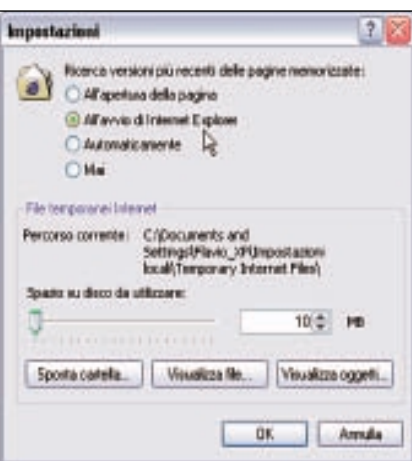 Impostazioni
Ricerca versioni più recenti delle pagine memorizzate:
All'apertura della pagina
All'avvio di Internet Explorer
Automaticamente
Mai
File temporanei Internet
Percorso corrente: C:\Documents and
Settings\Flavio_XP\Impostazioni
locali\Temporary Internet Files\
Spazio su disco da utilizzare:
10 MB
Sposta cartella... Visualizza file... Visualizza oggetti...
OK Annulla